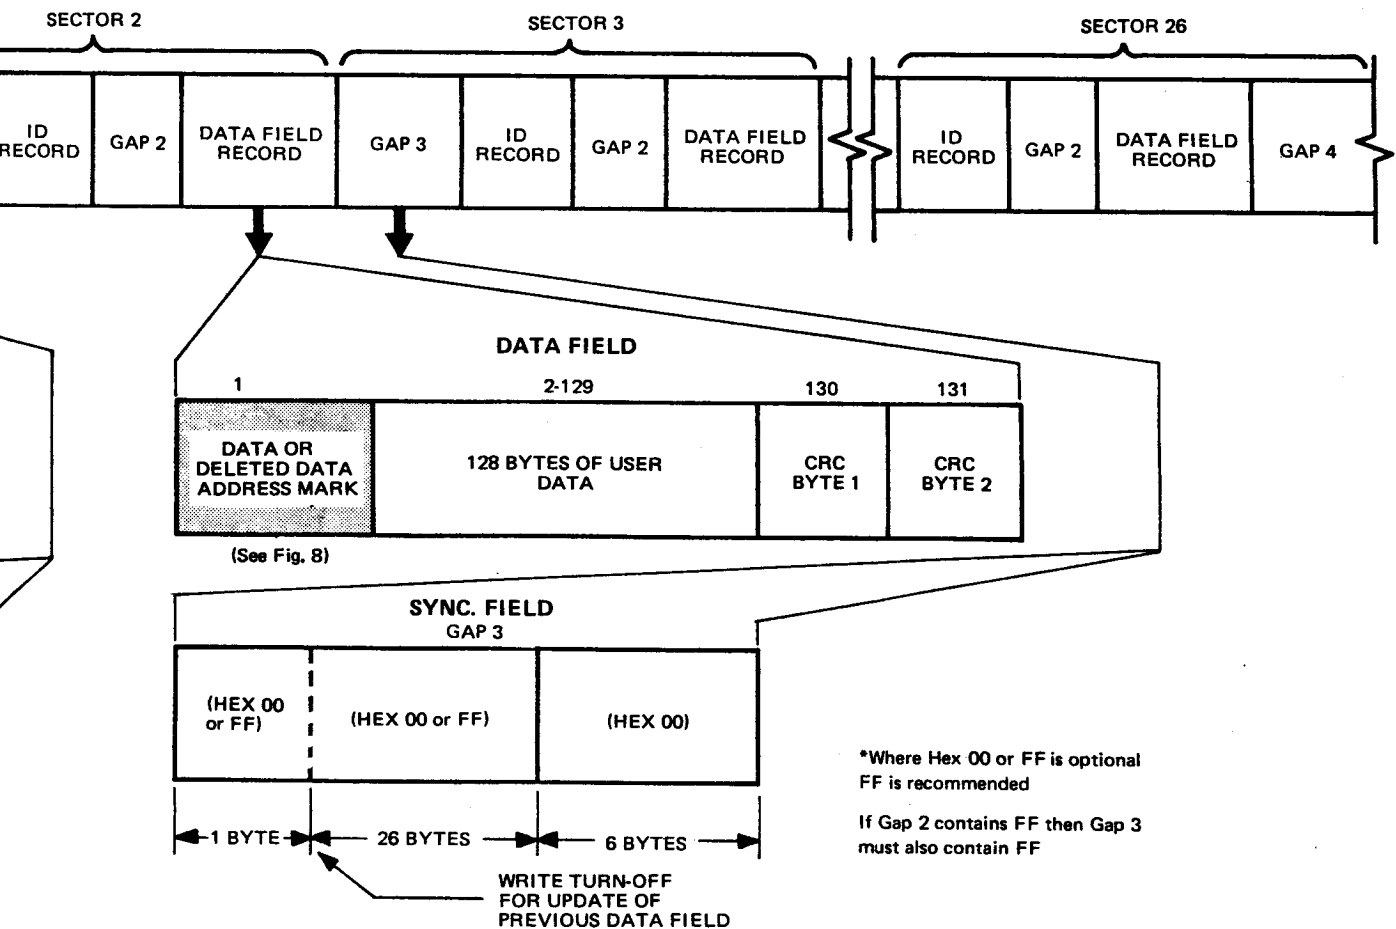 SECTOR 2
SECTOR 3
SECTOR 26
ID
RECORD
GAP 2
DATA FIELD
RECORD
GAP 3
ID
RECORD
GAP 2
DATA FIELD
RECORD
ID
RECORD
GAP 2
DATA FIELD
RECORD
GAP 4
DATA FIELD
1
2-129
130
131
DATA OR
DELETED DATA
ADDRESS MARK
128 BYTES OF USER
DATA
CRC
BYTE 1
CRC
BYTE 2
(See Fig. 8)
SYNC. FIELD
GAP 3
(HEX 00
or FF)
(HEX 00 or FF)
(HEX 00)
*Where Hex 00 or FF is optional
FF is recommended
If Gap 2 contains FF then Gap 3
must also contain FF
1 BYTE
26 BYTES
6 BYTES
WRITE TURN-OFF
FOR UPDATE OF
PREVIOUS DATA FIELD